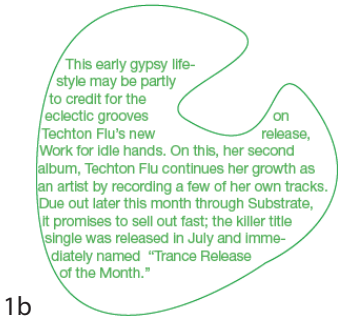 This early gypsy life-
style may be partly
to credit for the
eclectic grooves on
Techton Flu's new release,
Work for idle hands. On this, her second
album, Techton Flu continues her growth as
an artist by recording a few of her own tracks.
Due out later this month through Substrate,
it promises to sell out fast; the killer title
single was released in July and imme-
diately named “Trance Release
of the Month.”
1b